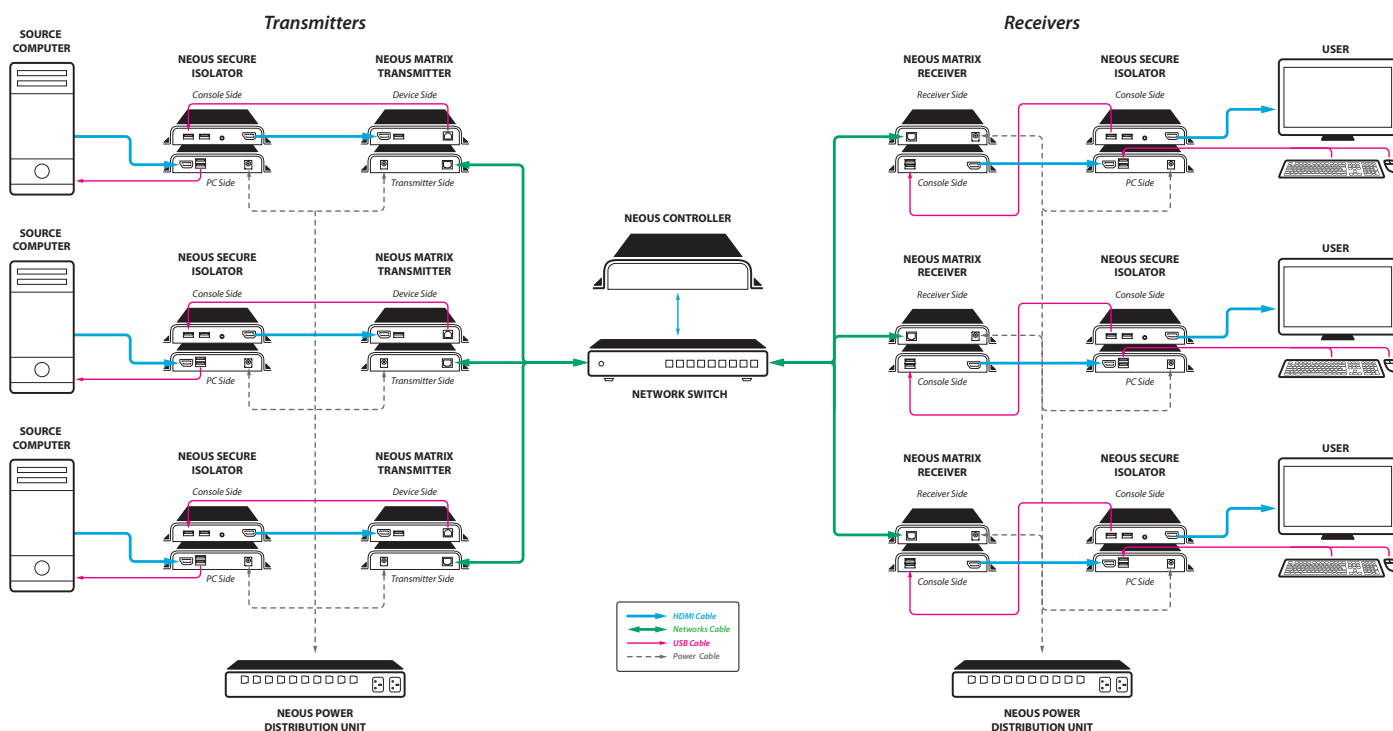 Transmitters
Receivers
SOURCE
COMPUTER
NEOUS SECURE
ISOLATOR
NEOUS MATRIX
TRANSMITTER
Console Side
Device Side
PC Side
Transmitter Side
SOURCE
COMPUTER
NEOUS SECURE
ISOLATOR
NEOUS MATRIX
TRANSMITTER
Console Side
Device Side
PC Side
Transmitter Side
SOURCE
COMPUTER
NEOUS SECURE
ISOLATOR
NEOUS MATRIX
TRANSMITTER
Console Side
Device Side
PC Side
Transmitter Side
NEOUS POWER
DISTRIBUTION UNIT
NEOUS CONTROLLER
NETWORK SWITCH
HDMI Cable
Networks Cable
USB Cable
Power Cable
NEOUS MATRIX
RECEIVER
NEOUS SECURE
ISOLATOR
USER
Receiver Side
Console Side
Console Side
PC Side
NEOUS MATRIX
RECEIVER
NEOUS SECURE
ISOLATOR
USER
Receiver Side
Console Side
Console Side
PC Side
NEOUS MATRIX
RECEIVER
NEOUS SECURE
ISOLATOR
USER
Receiver Side
Console Side
Console Side
PC Side
NEOUS POWER
DISTRIBUTION UNIT